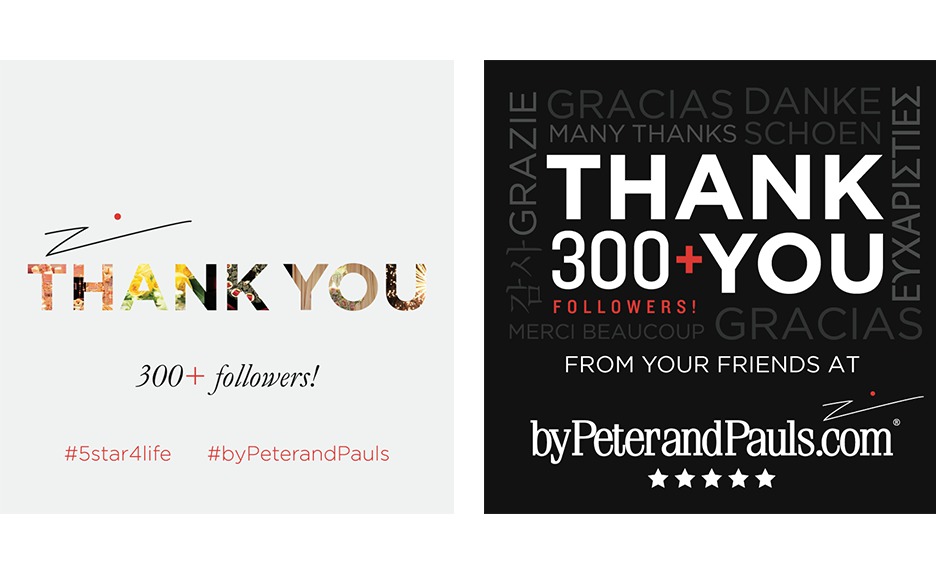 THANK YOU
300+ followers!
#5star4life #byPeterandPauls
GRAZIE
감사
GRACIAS DANKE
MANY THANKS SCHOEN
ΕΥΧΑΡΙΣΤΙΕΣ
THANK
300+YOU
FOLLOWERS!
MERCI BEAUCOUP GRACIAS
FROM YOUR FRIENDS AT
byPeterandPauls.com®